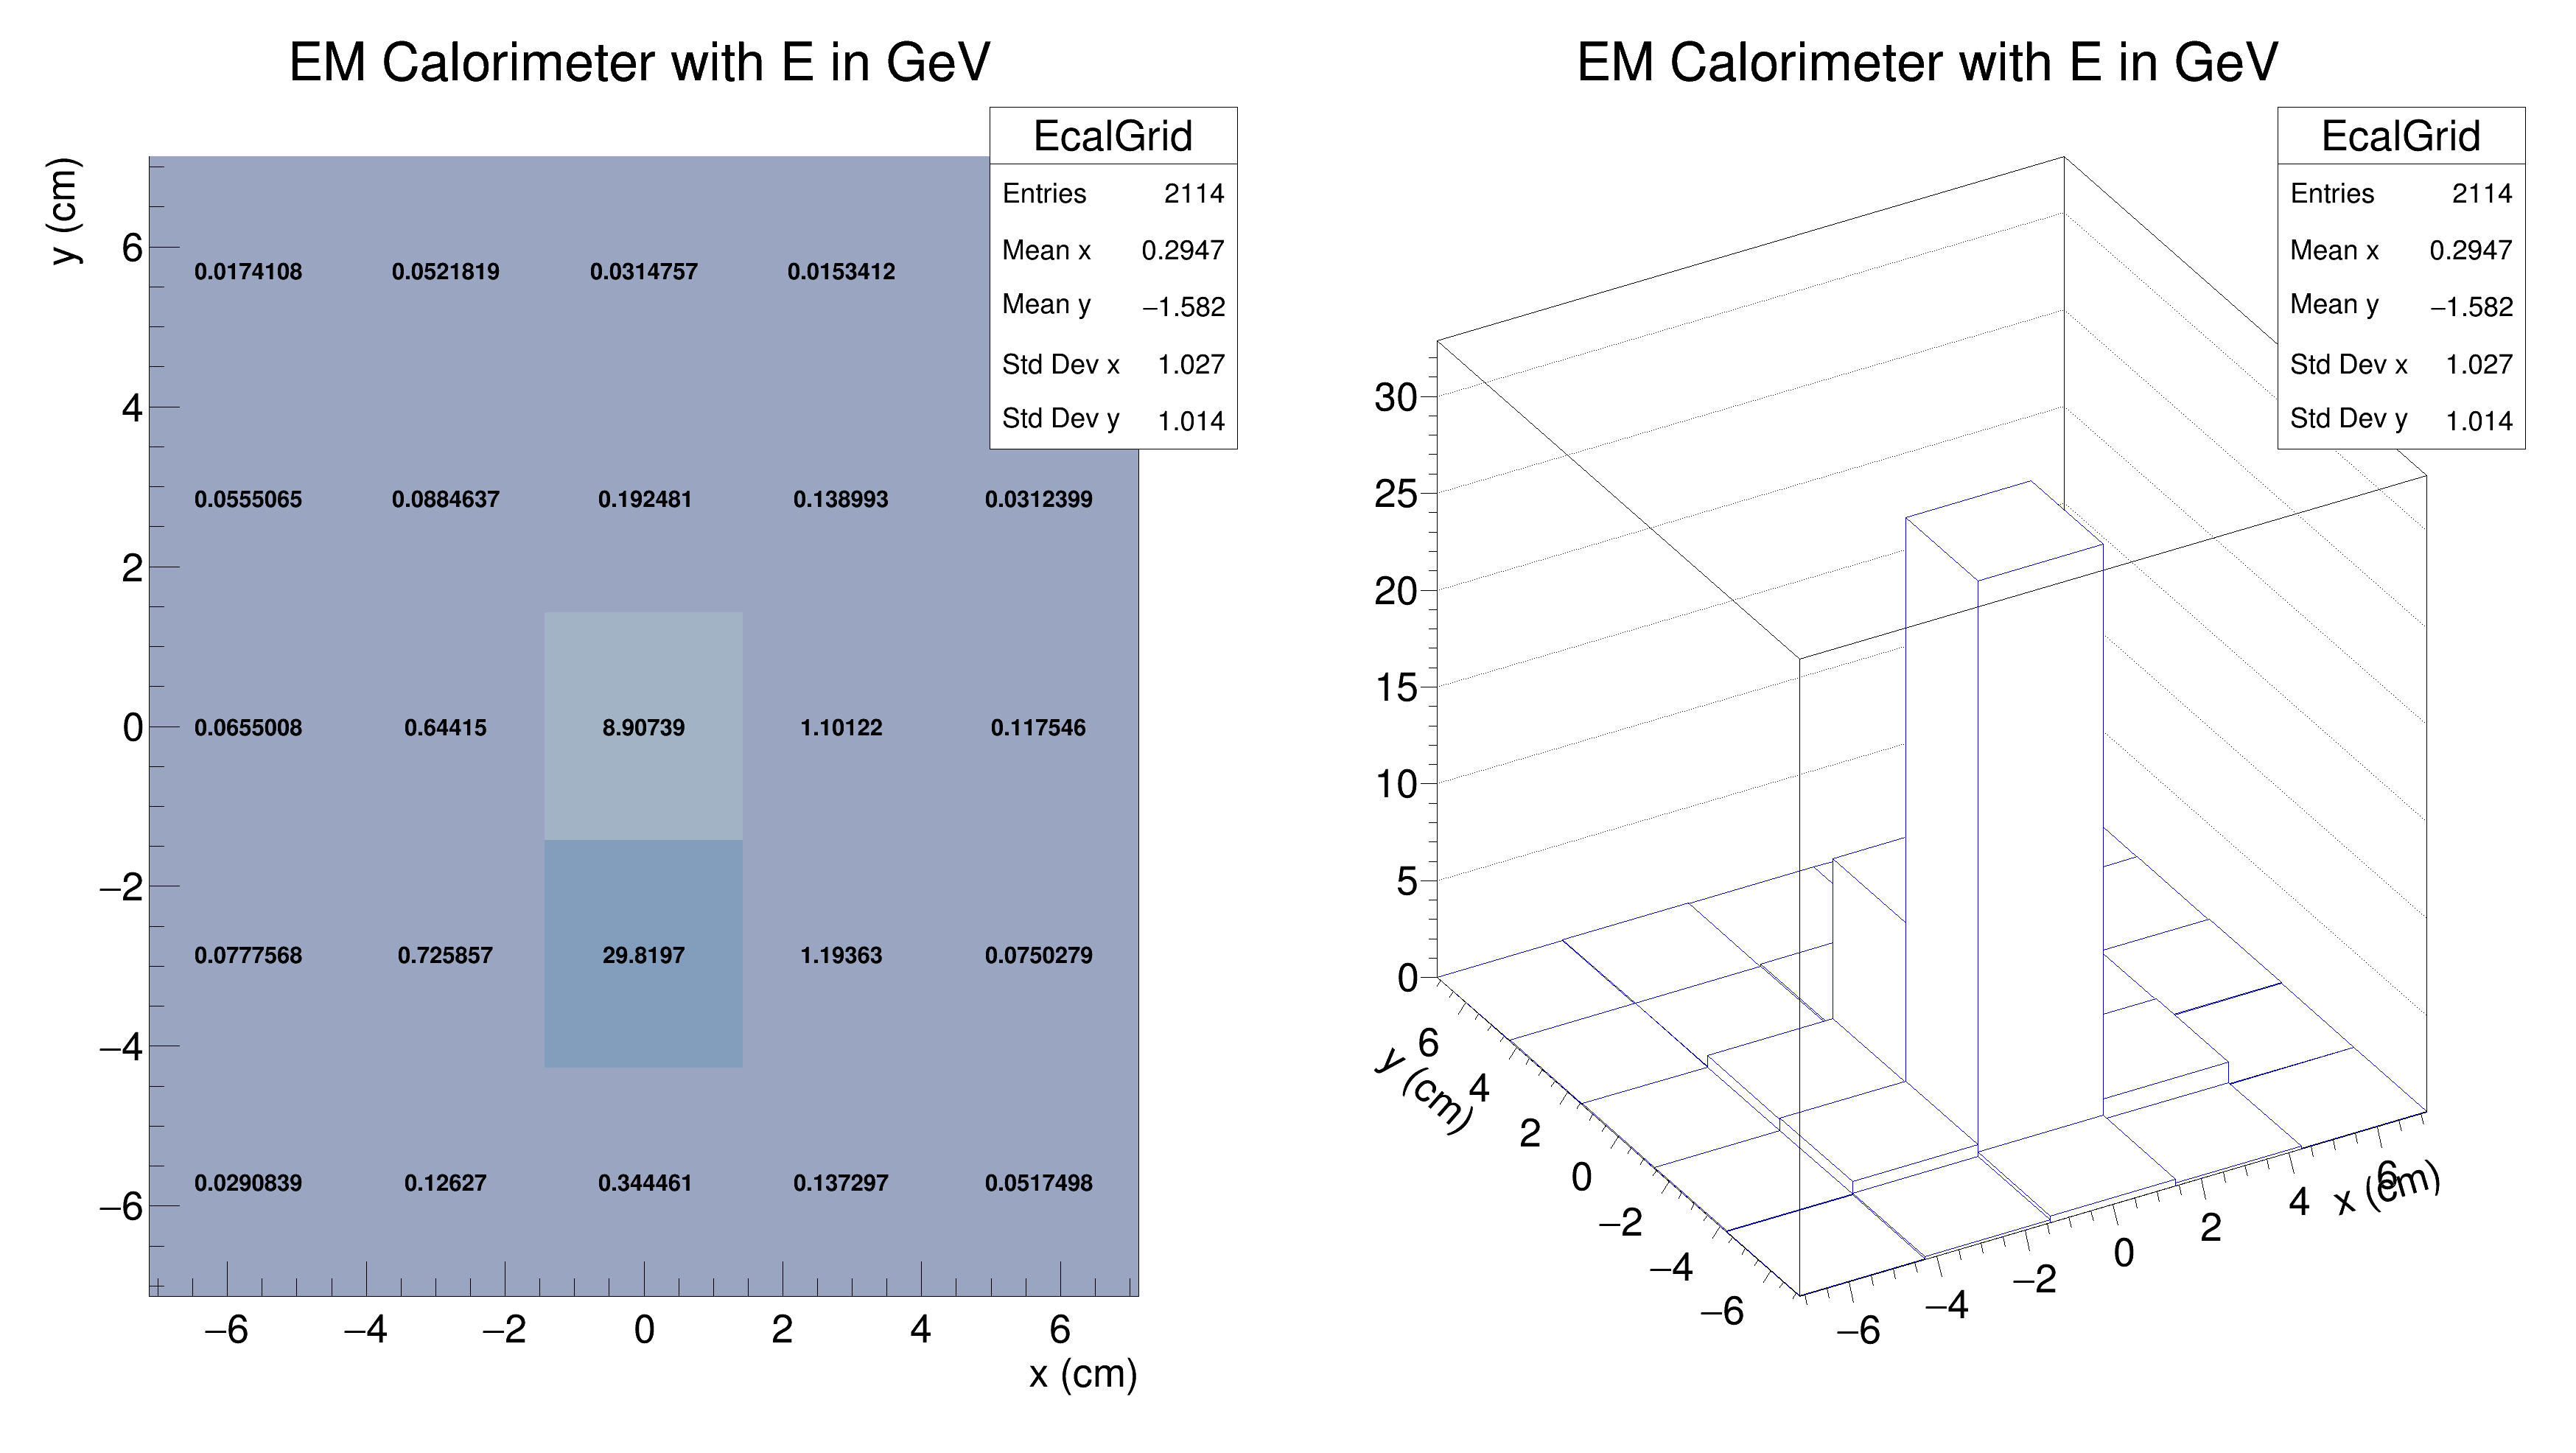 EM Calorimeter with E in GeV
EcalGrid
Entries 2114
Mean x 0.2947
Mean y −1.582
Std Dev x 1.027
Std Dev y 1.014
y (cm)
6
4
2
0
−2
−4
−6
0.0174108 0.0521819 0.0314757 0.0153412
0.0555065 0.0884637 0.192481 0.138993 0.0312399
0.0655008 0.64415 8.90739 1.10122 0.117546
0.0777568 0.725857 29.8197 1.19363 0.0750279
0.0290839 0.12627 0.344461 0.137297 0.0517498
−6 −4 −2 0 2 4 6
x (cm)
EM Calorimeter with E in GeV
EcalGrid
Entries 2114
Mean x 0.2947
Mean y −1.582
Std Dev x 1.027
Std Dev y 1.014
30
25
20
15
10
5
0
6
4
2
0
−2
−4
−6
y (cm)
−6
−4
−2
0
2
4
6
x (cm)